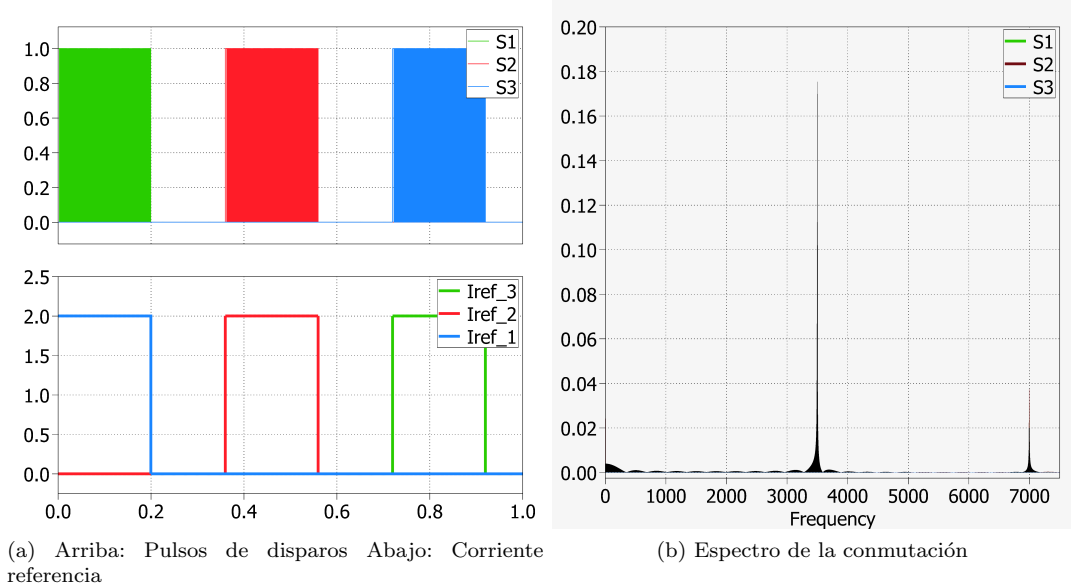 1.0
0.8
0.6
0.4
0.2
0.0
S1
S2
S3
2.5
2.0
1.5
1.0
0.5
0.0
Iref_3
Iref_2
Iref_1
0.0 0.2 0.4 0.6 0.8 1.0
(a) Arriba: Pulsos de disparos Abajo: Corriente
referencia
0.20
0.18
0.16
0.14
0.12
0.10
0.08
0.06
0.04
0.02
0.00
S1
S2
S3
0 1000 2000 3000 4000 5000 6000 7000
Frequency
(b) Espectro de la conmutación